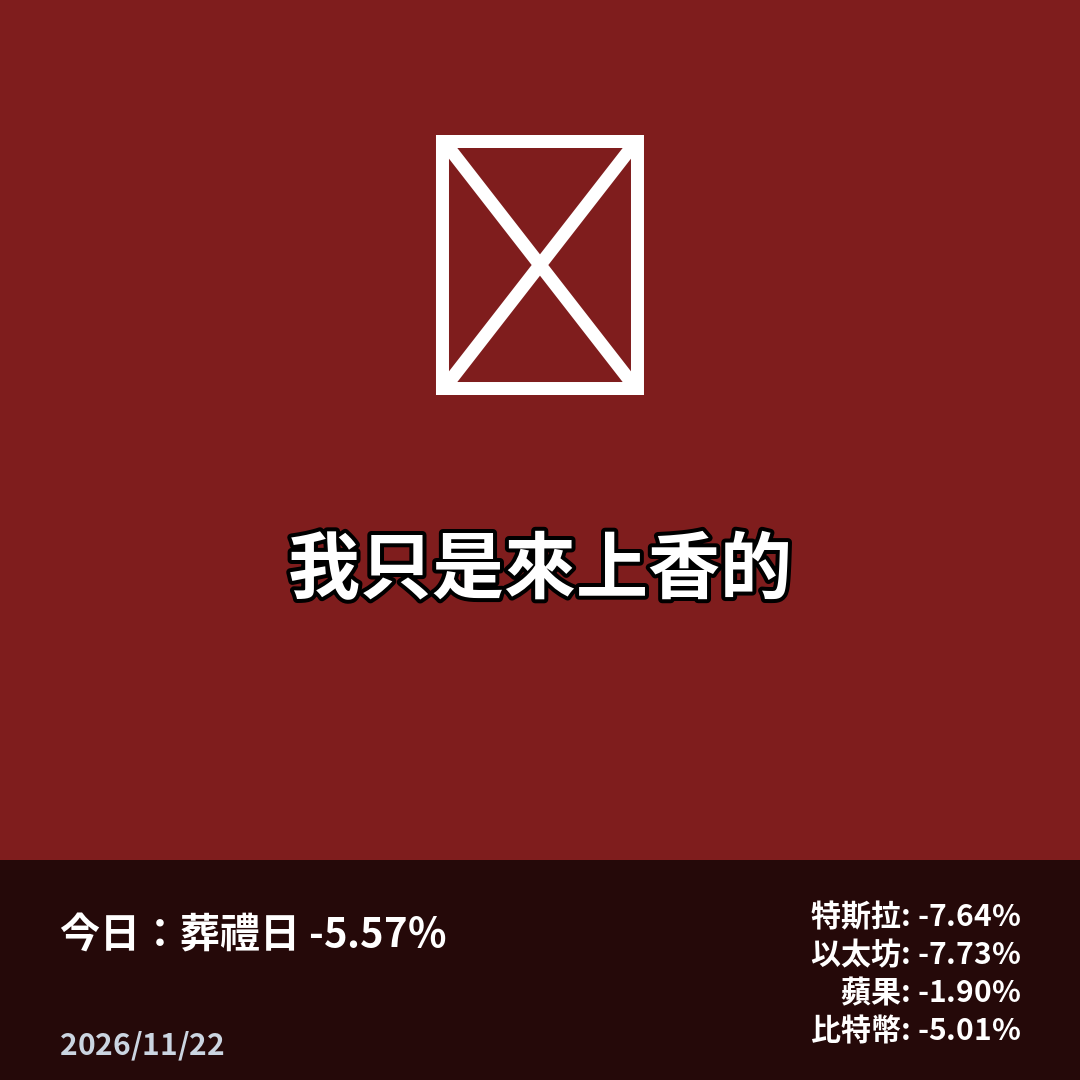 我只是來上香的
今日：葬禮日 -5.57%
2026/11/22
特斯拉: -7.64%
以太坊: -7.73%
蘋果: -1.90%
比特幣: -5.01%